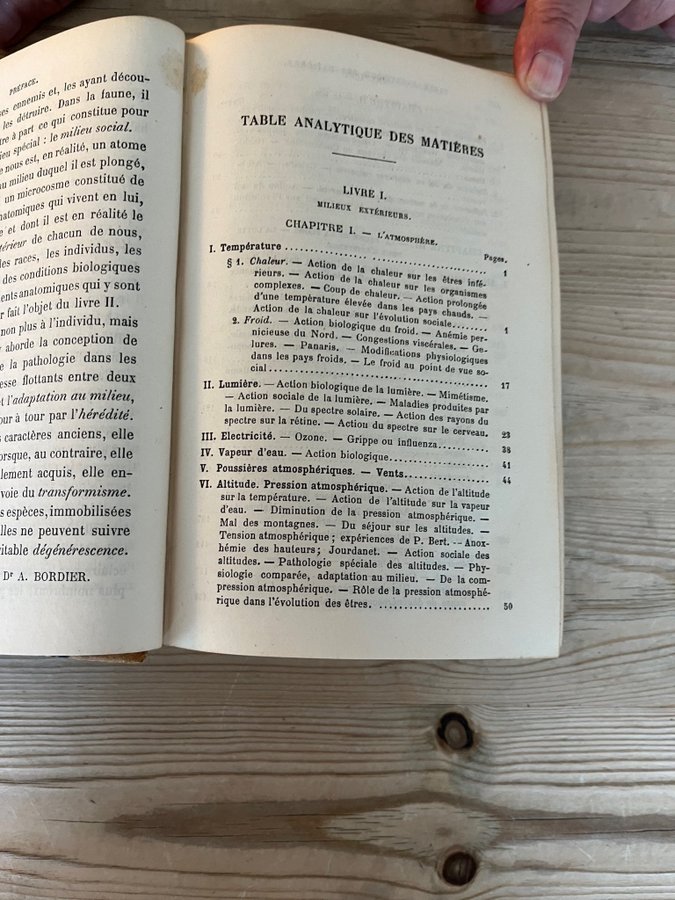 PRÉFACE.
ses ennemis et, les ayant décou-
les détruire. Dans la faune, il
tre à part ce qui constitue pour
ieu spécial : le milieu social.
e nous est, en réalité, un atome
au milieu duquel il est plongé,
un microcosme constitué de
natomiques qui vivent en lui,
e et dont il est en réalité le
térieur de chacun de nous,
les races, les individus, les
des conditions biologiques
ents anatomiques qui y sont
r fait l'objet du livre II.
non plus à l'individu, mais
y aborde la conception de
e la pathologie dans les
esse flottants entre deux
et l'adaptation au milieu,
our à tour par l'hérédité.
s caractères anciens, elle
orsque, au contraire, elle
lement acquis, elle en-
voie du transformisme.
s espèces, immobilisées
elles ne peuvent suivre
ritable dégénérescence.
Dr A. BORDIER.
TABLE ANALYTIQUE DES MATIÈRES
LIVRE I.
MILIEUX EXTÉRIEURS.
CHAPITRE I. — L'ATMOSPHÈRE.
Pages.
I. Température .......... 1
§ 1. Chaleur. — Action de la chaleur sur les êtres infé-
rieurs. — Action de la chaleur sur les organismes
complexes. — Coup de chaleur. — Action prolongée
d'une température élevée dans les pays chauds. —
Action de la chaleur sur l'évolution sociale........ 1
2. Froid. — Action biologique du froid. — Anémie per-
nicieuse du Nord. — Congestions viscérales. — Ge-
lures. — Panaris. — Modifications physiologiques
dans les pays froids. — Le froid au point de vue so-
cial.......... 17
II. Lumière. — Action biologique de la lumière. — Mimétisme.
— Action sociale de la lumière. — Maladies produites par
la lumière. — Du spectre solaire. — Action des rayons du
spectre sur la rétine. — Action du spectre sur le cerveau. 23
III. Electricité. — Ozone. — Grippe ou influenza.......... 38
IV. Vapeur d'eau. — Action biologique.......... 41
V. Poussières atmosphériques. — Vents.......... 44
VI. Altitude. Pression atmosphérique. — Action de l'altitude
sur la température. — Action de l'altitude sur la vapeur
d'eau. — Diminution de la pression atmosphérique. —
Mal des montagnes. — Du séjour sur les altitudes. —
Tension atmosphérique ; expériences de P. Bert. — Anox-
hémie des hauteurs ; Jourdanet. — Action sociale des
altitudes. — Pathologie spéciale des altitudes. — Phy-
siologie comparée, adaptation au milieu. — De la com-
pression atmosphérique. — Rôle de la pression atmosphé-
rique dans l'évolution des êtres. .......... 50